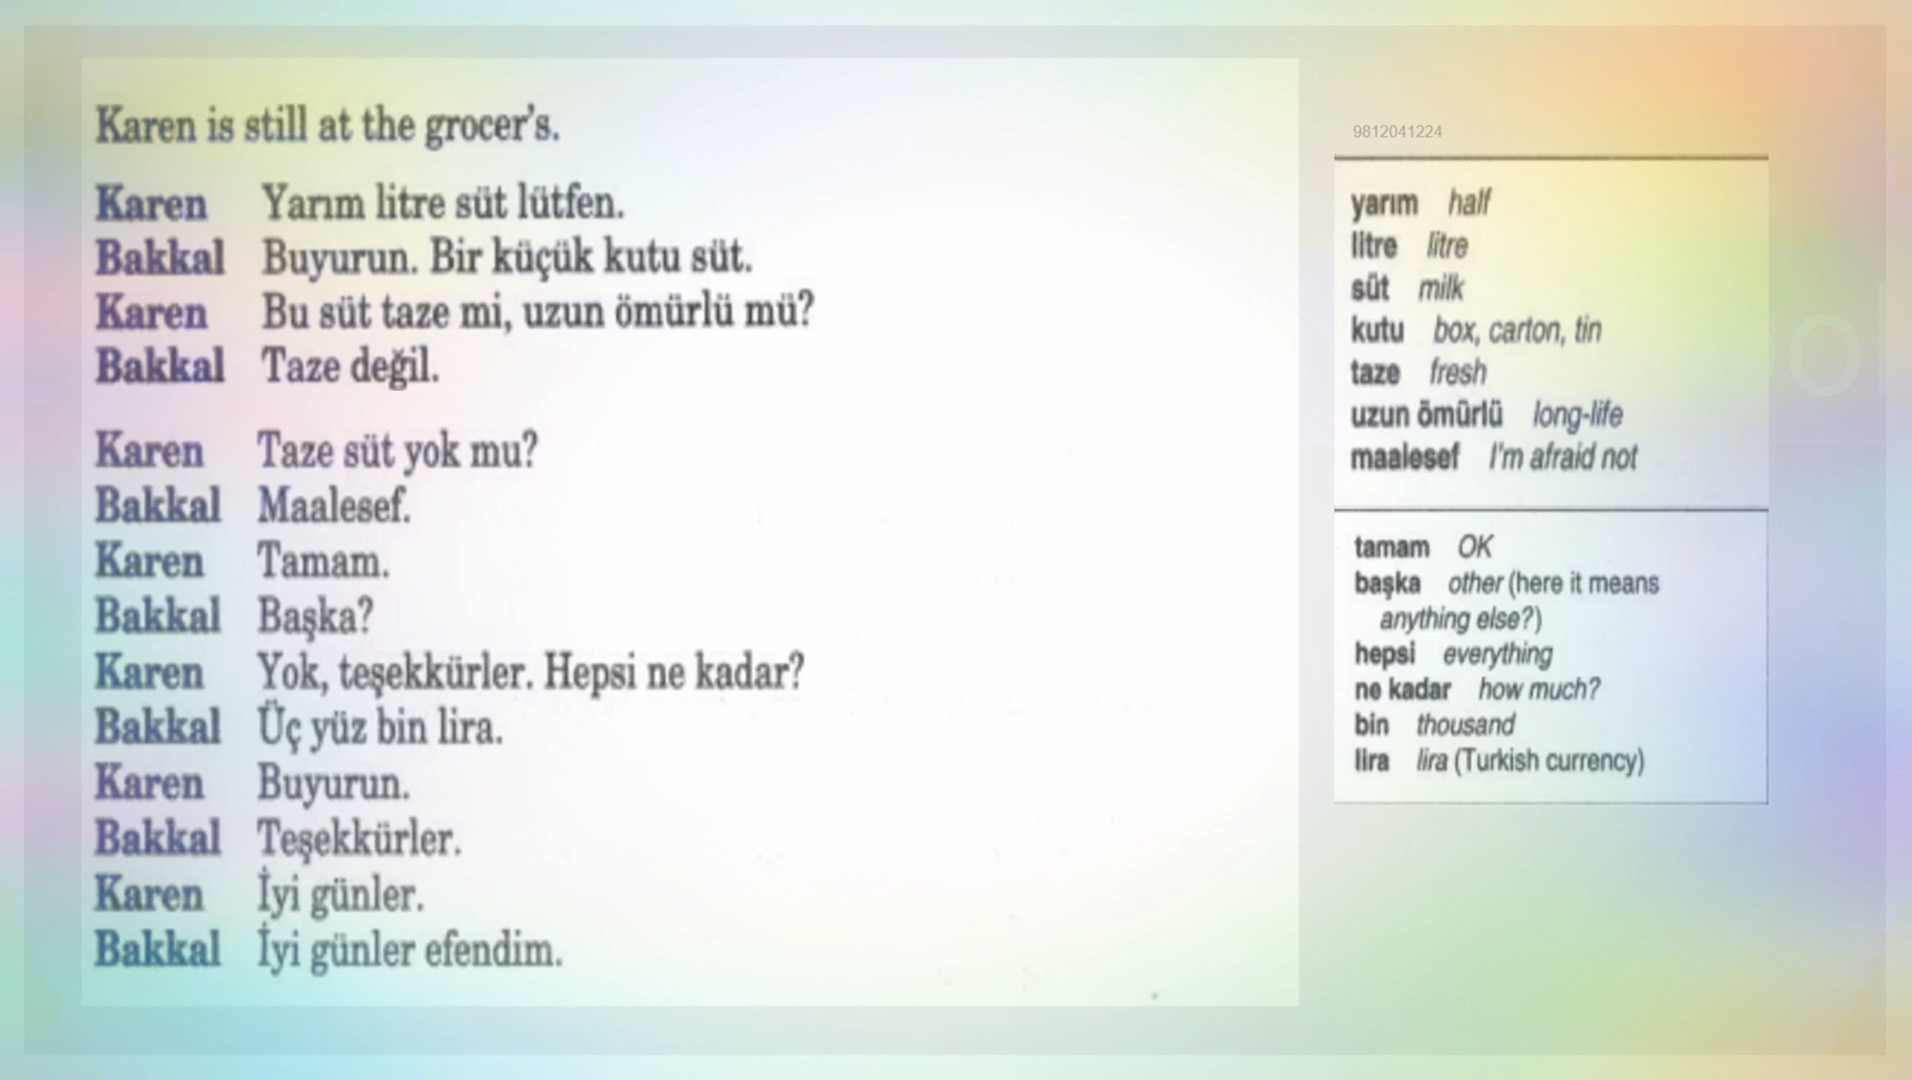 Karen is still at the grocer's.
Karen Yarım litre süt lütfen.
Bakkal Buyurun. Bir küçük kutu süt.
Karen Bu süt taze mi, uzun ömürlü mü?
Bakkal Taze değil.
Karen Taze süt yok mu?
Bakkal Maalesef.
Karen Tamam.
Bakkal Başka?
Karen Yok, teşekkürler. Hepsi ne kadar?
Bakkal Üç yüz bin lira.
Karen Buyurun.
Bakkal Teşekkürler.
Karen İyi günler.
Bakkal İyi günler efendim.
9812041224
yarım half
litre litre
süt milk
kutu box, carton, tin
taze fresh
uzun ömürlü long-life
maalesef I'm afraid not
tamam OK
başka other (here it means
anything else?)
hepsi everything
ne kadar how much?
bin thousand
lira lira (Turkish currency)